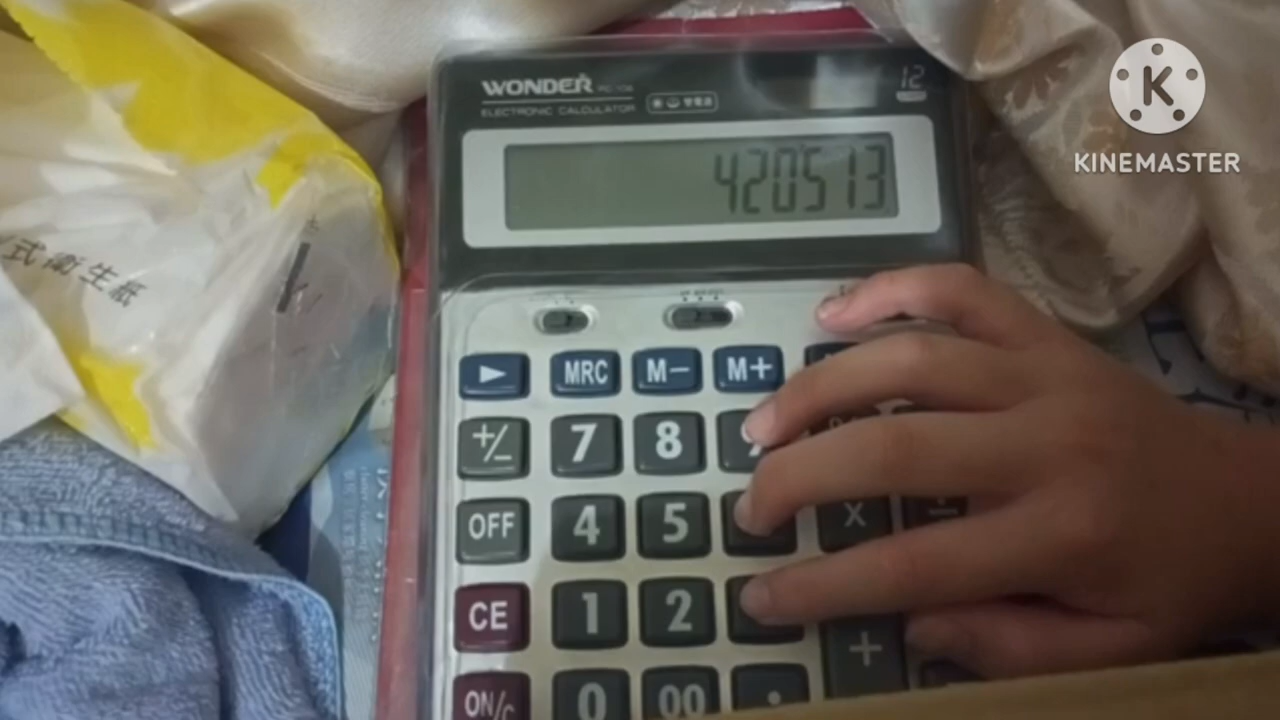 WONDER
12
ELECTRONIC CALCULATOR
420513
KINEMASTER
式衛生紙
MRC M− M+
+/− 7 8
OFF 4 5 X
CE 1 2 +
ON/C 0 00 .